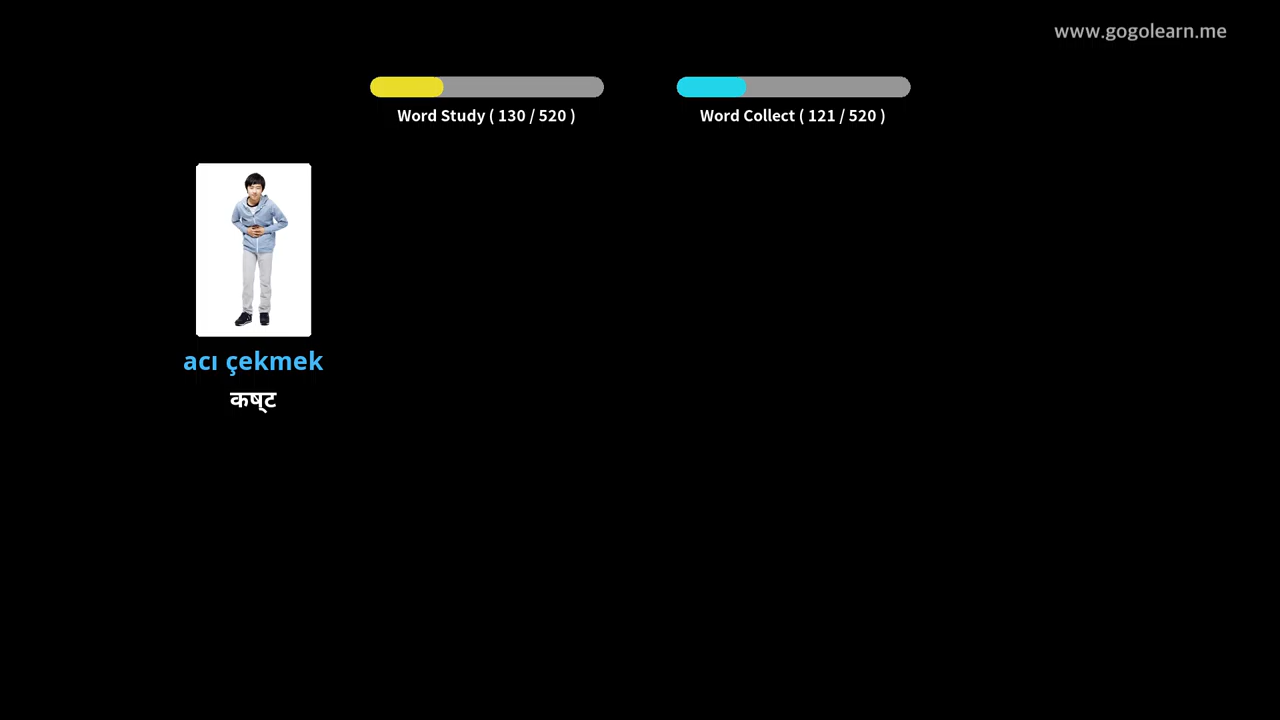 www.gogolearn.me
Word Study ( 130 / 520 )
Word Collect ( 121 / 520 )
acı çekmek
कष्ट